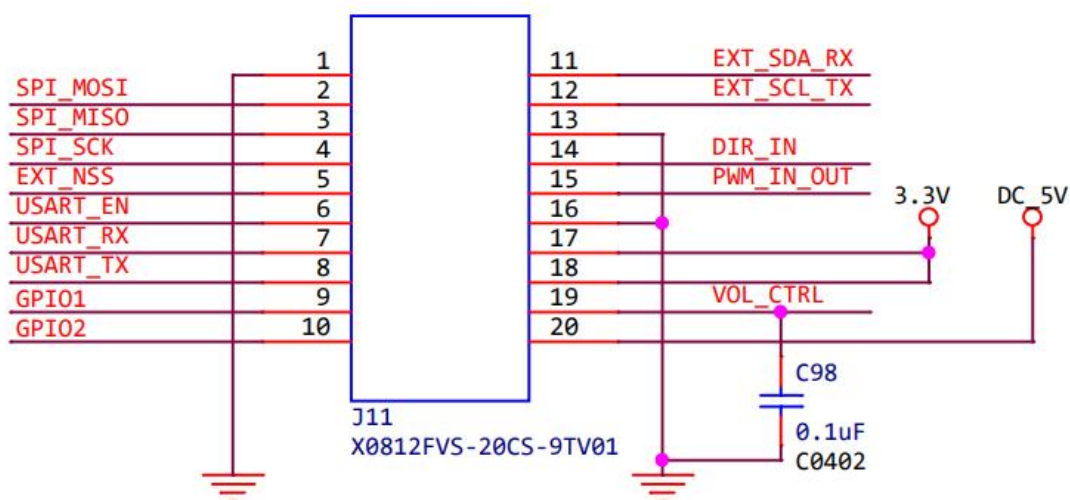 1
SPI_MOSI 2
SPI_MISO 3
SPI_SCK 4
EXT_NSS 5
USART_EN 6
USART_RX 7
USART_TX 8
GPIO1 9
GPIO2 10
11 EXT_SDA_RX
12 EXT_SCL_TX
13
14 DIR_IN
15 PWM_IN_OUT
16
17
18
19 VOL_CTRL
20
3.3V DC_5V
C98
0.1uF
C0402
J11
X0812FVS-20CS-9TV01